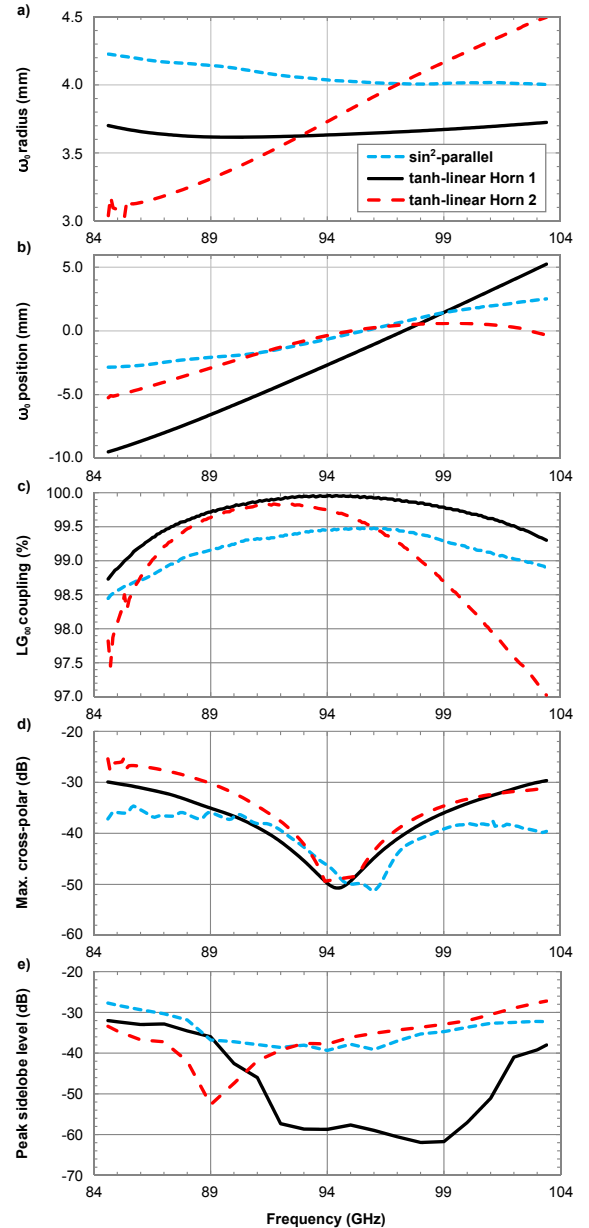 a)
4.5
4.0
3.5
3.0
ω₀ radius (mm)
sin²-parallel
tanh-linear Horn 1
tanh-linear Horn 2
84 89 94 99 104
b)
5.0
0.0
-5.0
-10.0
ω₀ position (mm)
84 89 94 99 104
c)
100.0
99.5
99.0
98.5
98.0
97.5
97.0
LG₀₀ coupling (%)
84 89 94 99 104
d)
-20
-30
-40
-50
-60
Max. cross-polar (dB)
84 89 94 99 104
e)
-20
-30
-40
-50
-60
-70
Peak sidelobe level (dB)
84 89 94 99 104
Frequency (GHz)